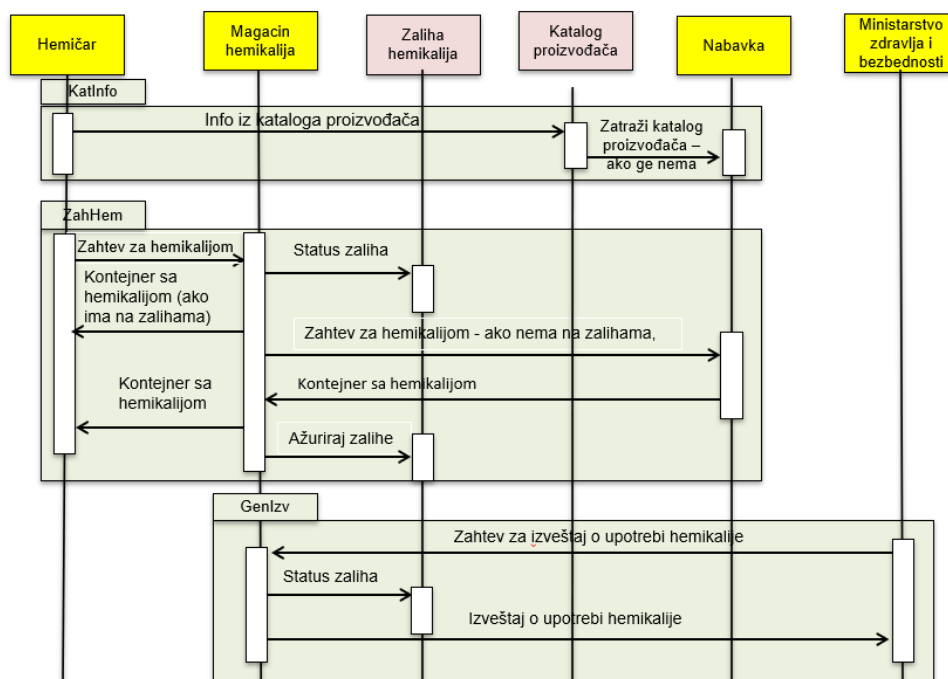 Hemičar
Magacin
hemikalija
Zaliha
hemikalija
Katalog
proizvođača
Nabavka
Ministarstvo
zdravlja i
bezbednosti
KatInfo
Info iz kataloga proizvođača
Zatraži katalog
proizvođača –
ako ge nema
ZahHem
Zahtev za hemikalijom
Status zaliha
Kontejner sa
hemikalijom (ako
ima na zalihama)
Zahtev za hemikalijom - ako nema na zalihama,
Kontejner sa hemikalijom
Kontejner sa
hemikalijom
Ažuriraj zalihe
GenIzv
Zahtev za izveštaj o upotrebi hemikalije
Status zaliha
Izveštaj o upotrebi hemikalije